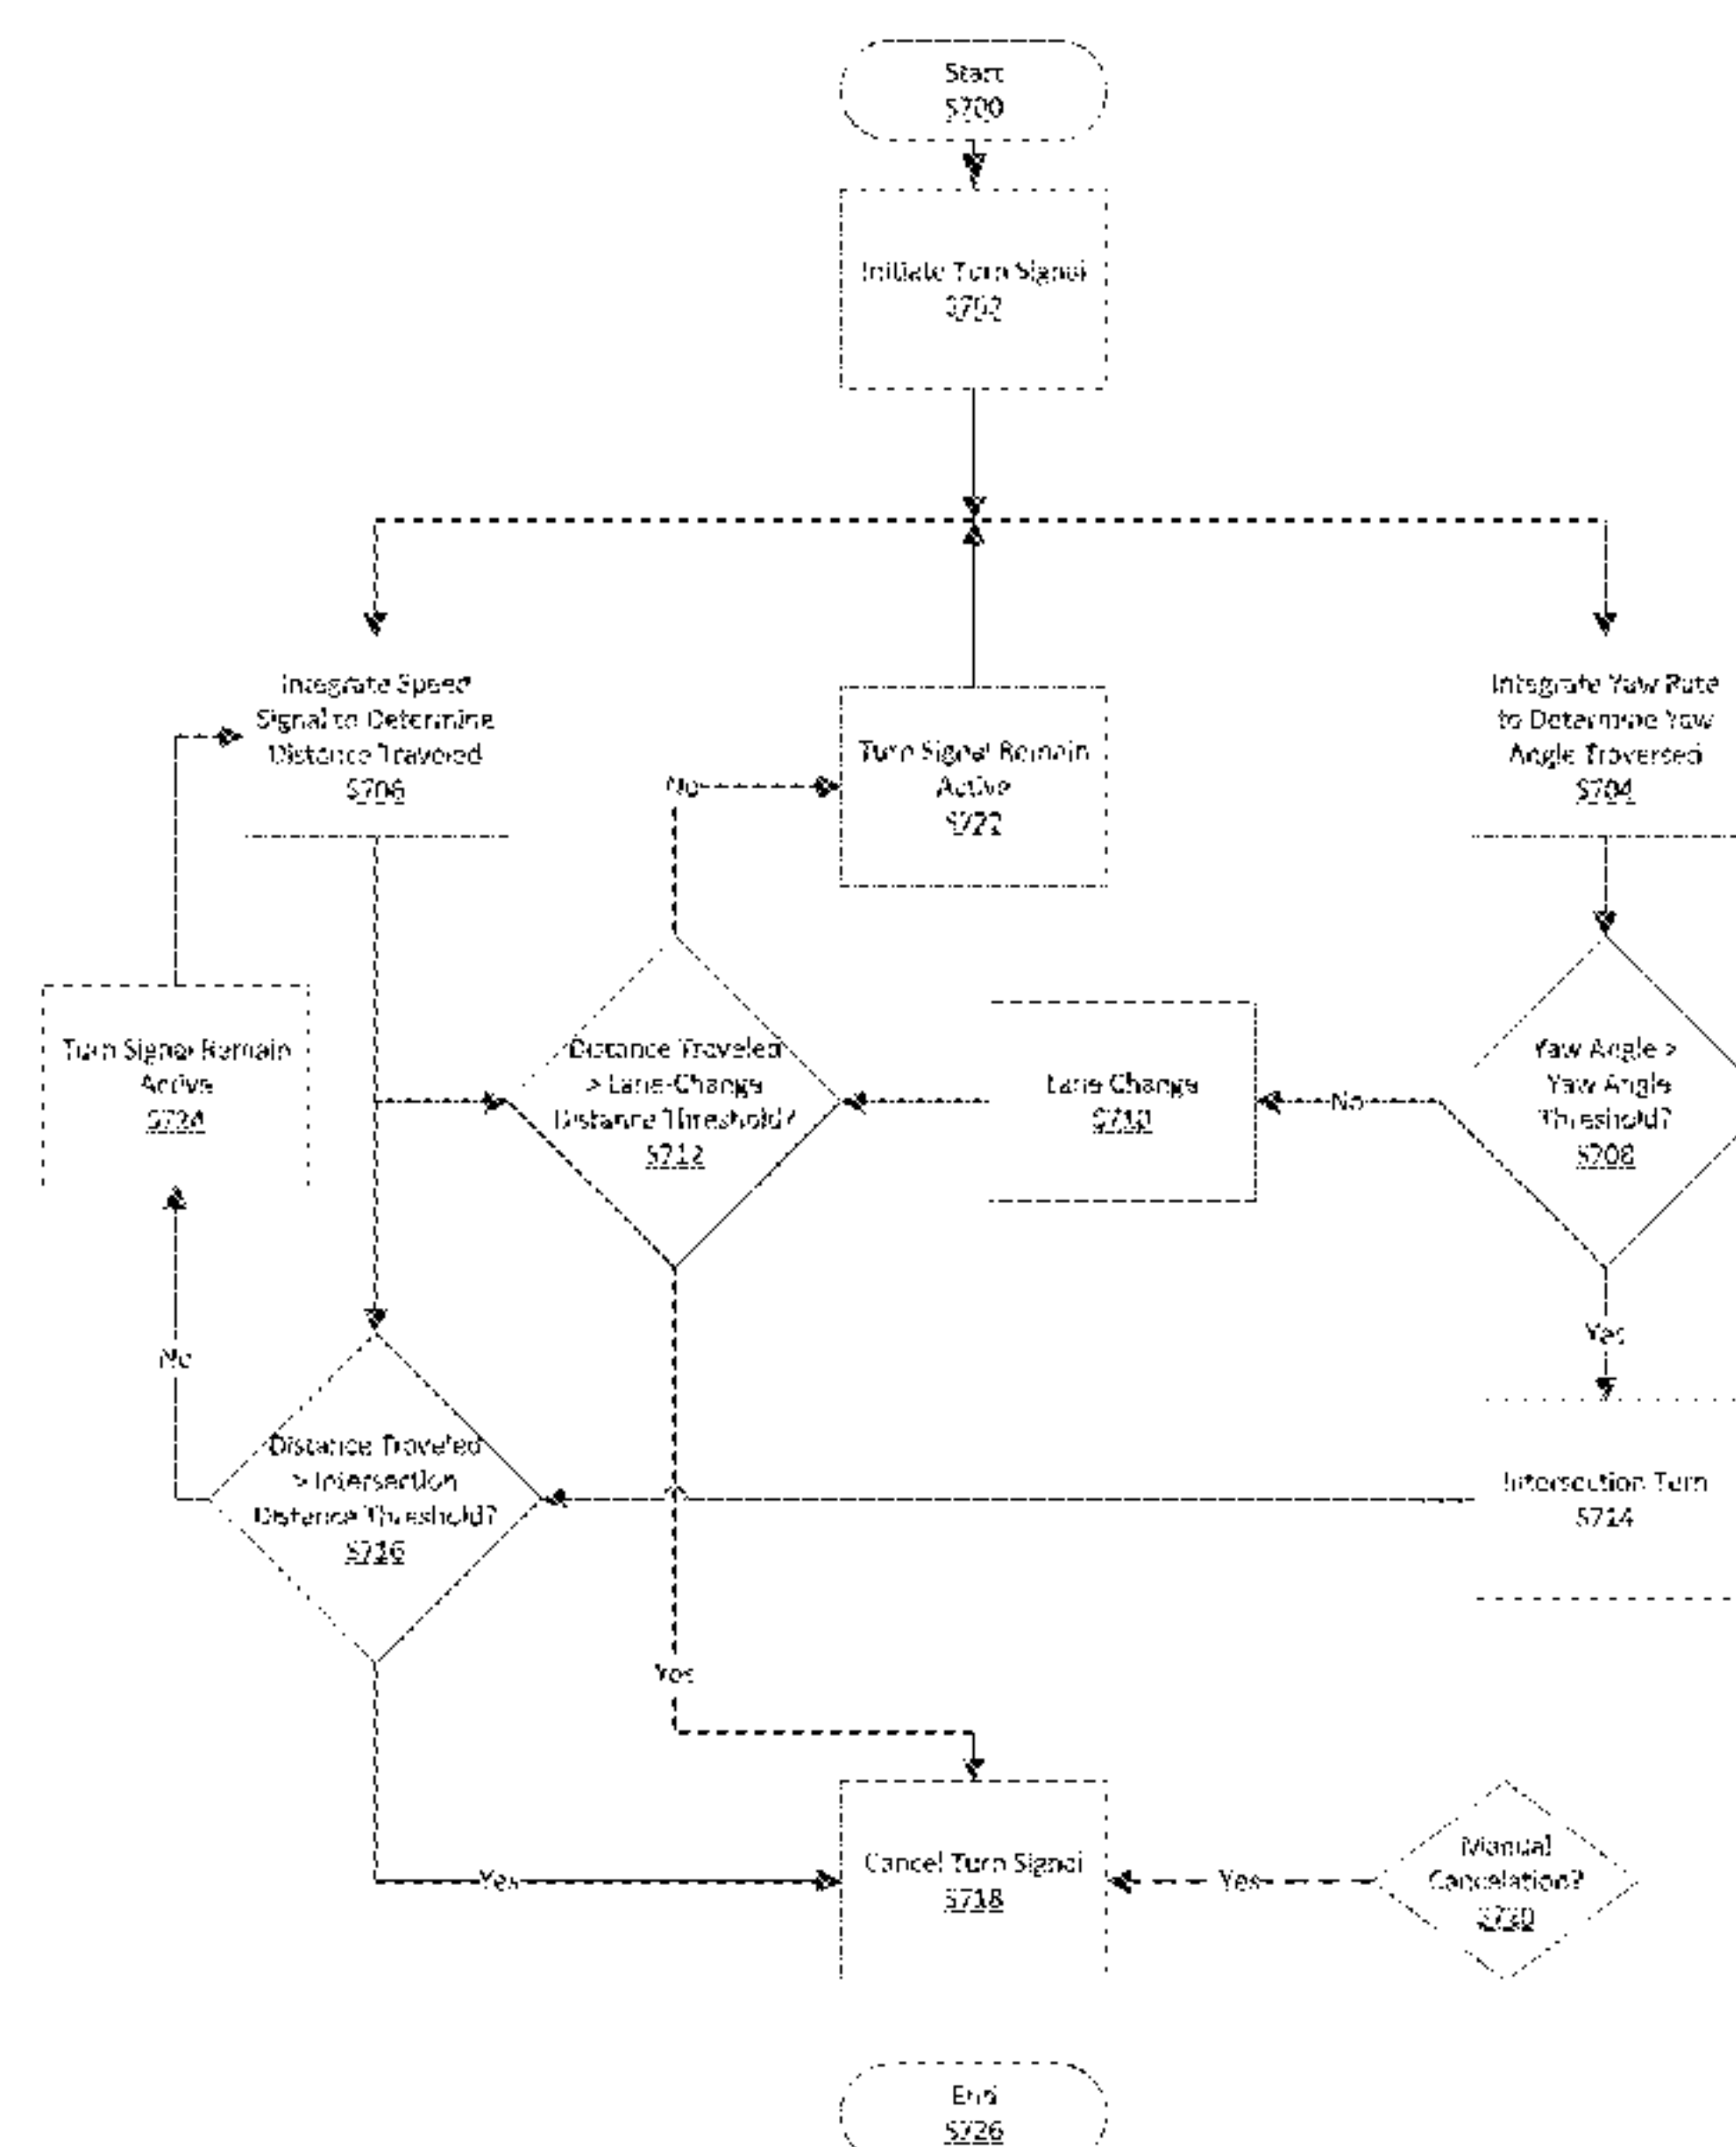 Start
S700
Initiate Turn Signal
S702
Integrate Speed
Signal to Determine
Distance Traveled
S706
Turn Signal Remain
Active
S722
Integrate Yaw Rate
to Determine Yaw
Angle Traversed
S704
No
Turn Signal Remain
Active
S724
Distance Traveled
> Lane-Change
Distance Threshold?
S712
Lane Change
S710
No
Yaw Angle >
Yaw Angle
Threshold?
S708
No
Yes
Distance Traveled
> Intersection
Distance Threshold?
S716
Intersection Turn
S714
Yes
Yes
Cancel Turn Signal
S718
Yes
Manual
Cancelation?
S720
End
S726